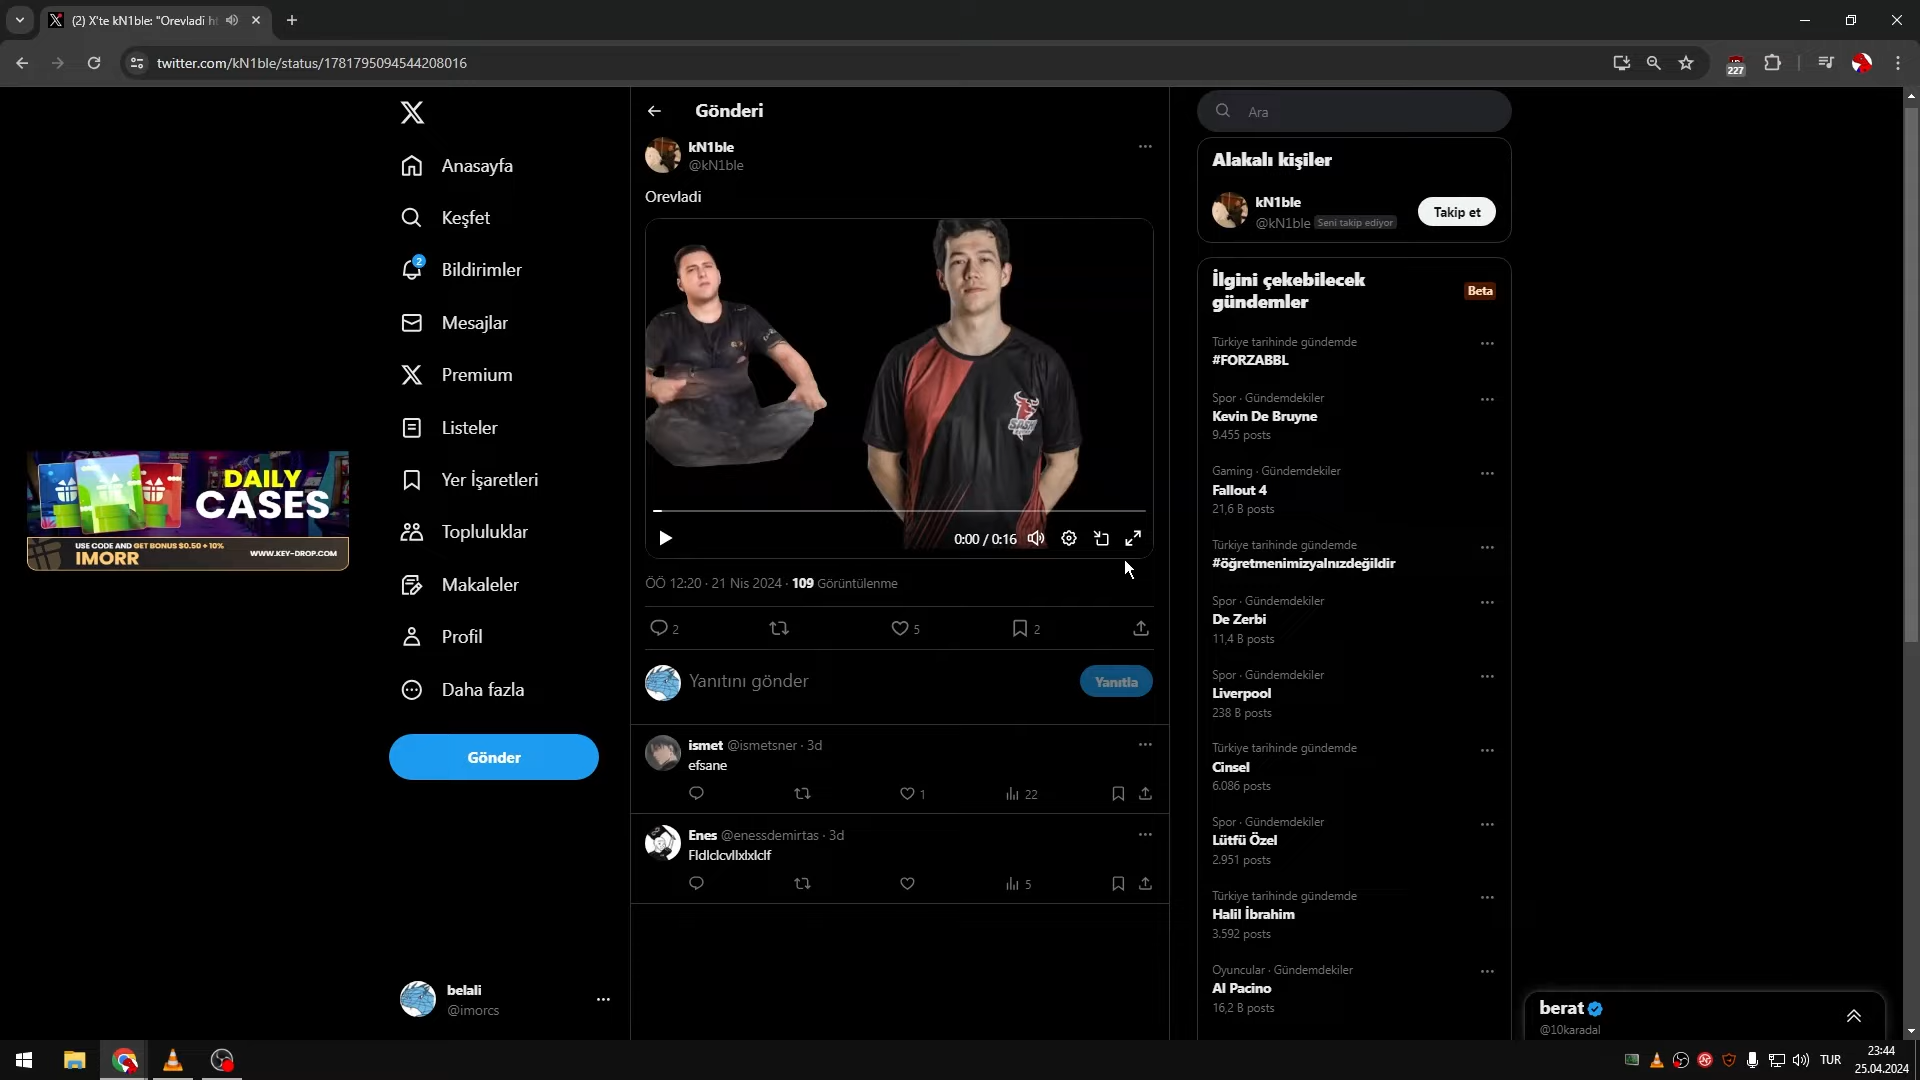 (2) X'te kN1ble: "Orevladi ht
twitter.com/kN1ble/status/1781795094544208016
227
Anasayfa
Keşfet
2
Bildirimler
Mesajlar
Premium
Listeler
Yer İşaretleri
Topluluklar
Makaleler
Profil
Daha fazla
Gönder
belali
@imorcs
DAILY
CASES
USE CODE AND GET BONUS $0.50 + 10%
IMORR
WWW.KEY-DROP.COM
Gönderi
kN1ble
@kN1ble
Orevladi
0:00 / 0:16
ÖÖ 12:20 · 21 Nis 2024 · 109 Görüntülenme
2
5
2
Yanıtını gönder
Yanıtla
ismet @ismetsner · 3d
efsane
1
22
Enes @enessdemirtas · 3d
5
Ara
Alakalı kişiler
kN1ble
@kN1ble Seni takip ediyor
Takip et
İlgini çekebilecek
gündemler
Beta
Türkiye tarihinde gündemde
#FORZABBL
Spor · Gündemdekiler
Kevin De Bruyne
9.455 posts
Gaming · Gündemdekiler
Fallout 4
21,6 B posts
Türkiye tarihinde gündemde
#öğretmenimizyalnızdeğildir
Spor · Gündemdekiler
De Zerbi
11,4 B posts
Spor · Gündemdekiler
Liverpool
238 B posts
Türkiye tarihinde gündemde
Cinsel
6.086 posts
Spor · Gündemdekiler
Lütfü Özel
2.951 posts
Türkiye tarihinde gündemde
Halil İbrahim
3.592 posts
Oyuncular · Gündemdekiler
Al Pacino
16,2 B posts
berat
@10karadal
TUR
23:44
25.04.2024